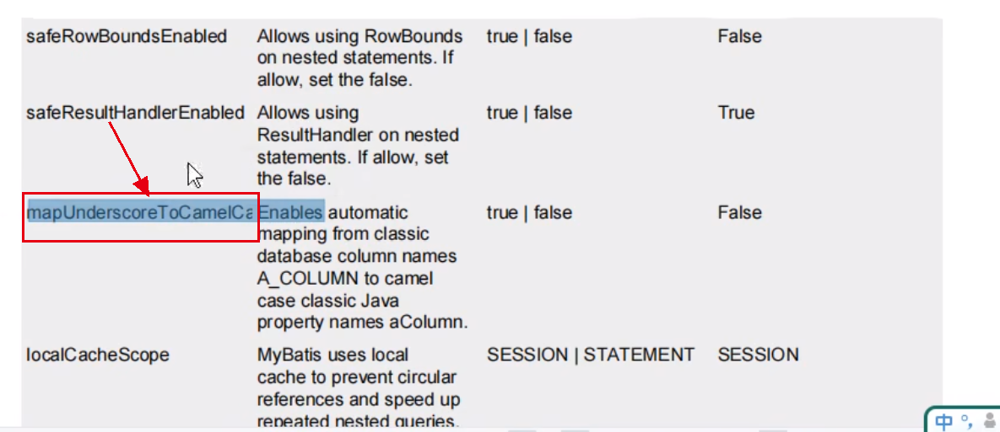 safeRowBoundsEnabled Allows using RowBounds true | false False
on nested statements. If
allow, set the false.
safeResultHandlerEnabled Allows using true | false True
ResultHandler on nested
statements. If allow, set
the false.
mapUnderscoreToCamelCa Enables automatic true | false False
mapping from classic
database column names
A_COLUMN to camel
case classic Java
property names aColumn.
localCacheScope MyBatis uses local SESSION | STATEMENT SESSION
cache to prevent circular
references and speed up
repeated nested queries.
中 °,